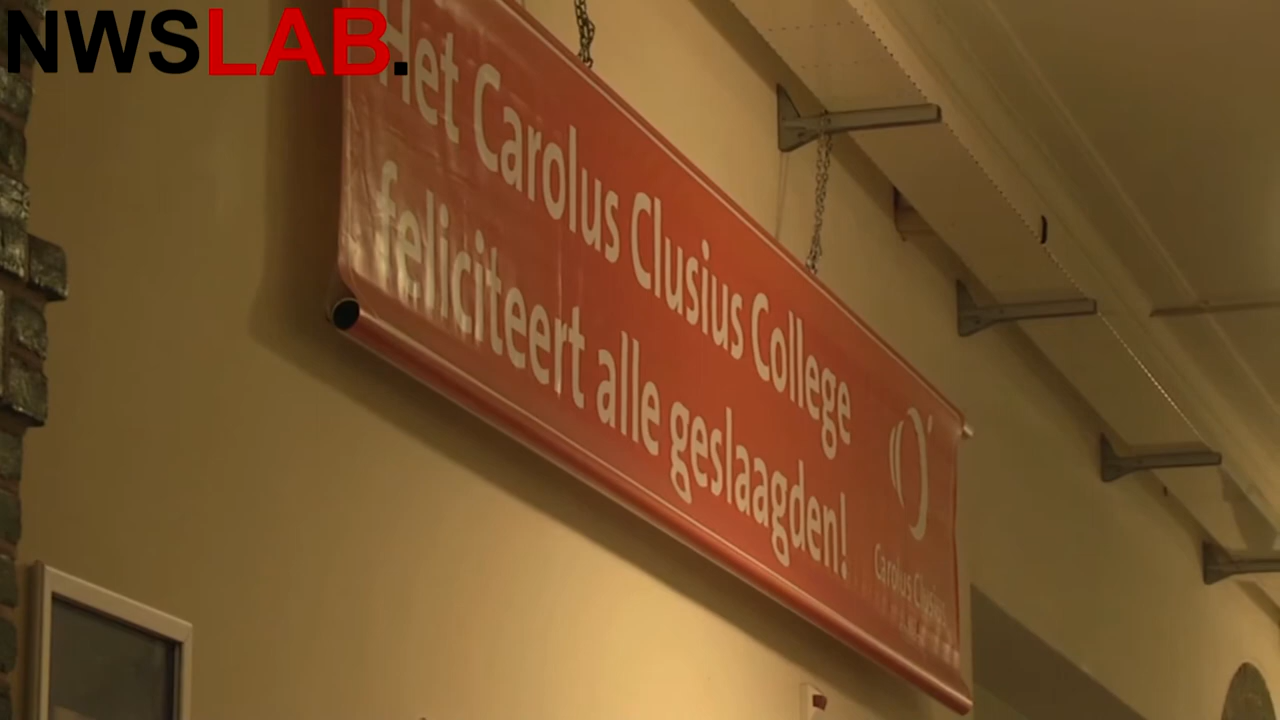 NWSLAB.
Het Carolus Clusius College
feliciteert alle geslaagden!
Carolus Clusius